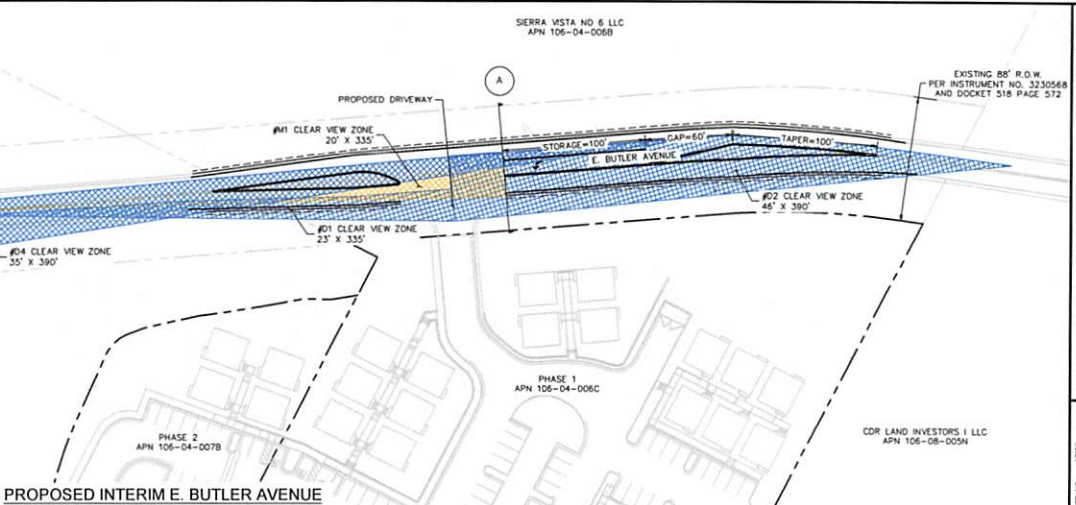 SIERRA VISTA NO 6 LLC
APN 106-04-006B
A
EXISTING 88' R.O.W.
PER INSTRUMENT NO. 3230568
AND DOCKET 518 PAGE 572
PROPOSED DRIVEWAY
#M1 CLEAR VIEW ZONE
20' X 335'
STORAGE=100'
GAP=60'
TAPER=100'
E. BUTLER AVENUE
#D2 CLEAR VIEW ZONE
46' X 390'
#D1 CLEAR VIEW ZONE
23' X 335'
#D4 CLEAR VIEW ZONE
35' X 390'
PHASE 1
APN 106-04-006C
PHASE 2
APN 106-04-007B
CDR LAND INVESTORS I LLC
APN 106-08-005N
PROPOSED INTERIM E. BUTLER AVENUE